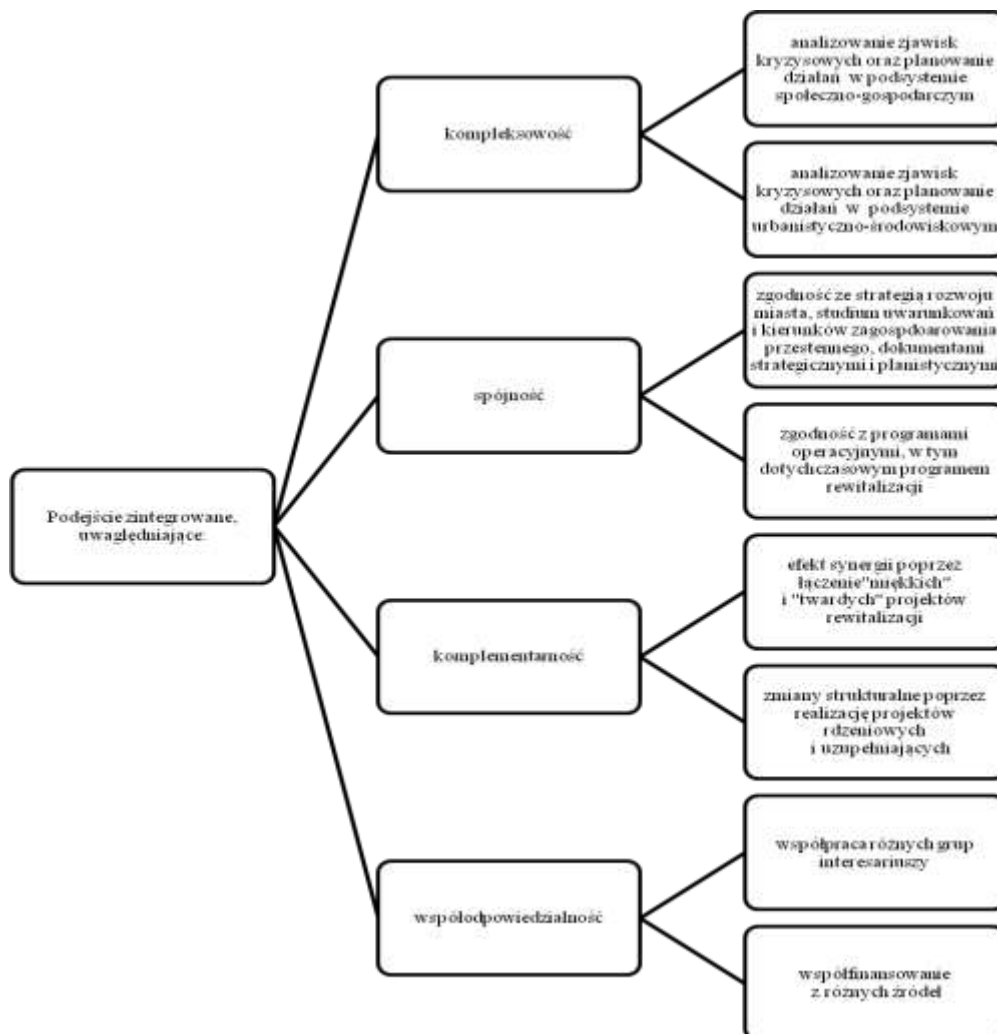 Podejście zintegrowane,
uwaględniające:
kompleksowość
analizowanie zjawisk
kryzysowych oraz planowanie
działań w podsystemie
społeczno-gospodarczym
analizowanie zjawisk
kryzysowych oraz planowanie
działań w podsystemie
urbanistyczno-środowiskowym
spójność
zgodność ze strategią rozwoju
miasta, studium uwarunkowań
i kierunków zagospdoarowania
przestennego, dokumentami
strategicznymi i planistycznymi
zgodność z programami
operacyjnymi, w tym
dotychczasowym programem
rewitalizacji
komplementarność
efekt synergii poprzez
łączenie"miękkich"
i "twardych" projektów
rewitalizacji
zmiany strukturalne poprzez
realizację projektów
rdzeniowych
i uzupełniających
współodpowiedzialność
współpraca różnych grup
interesariuszy
współfinansowanie
z różnych źródeł